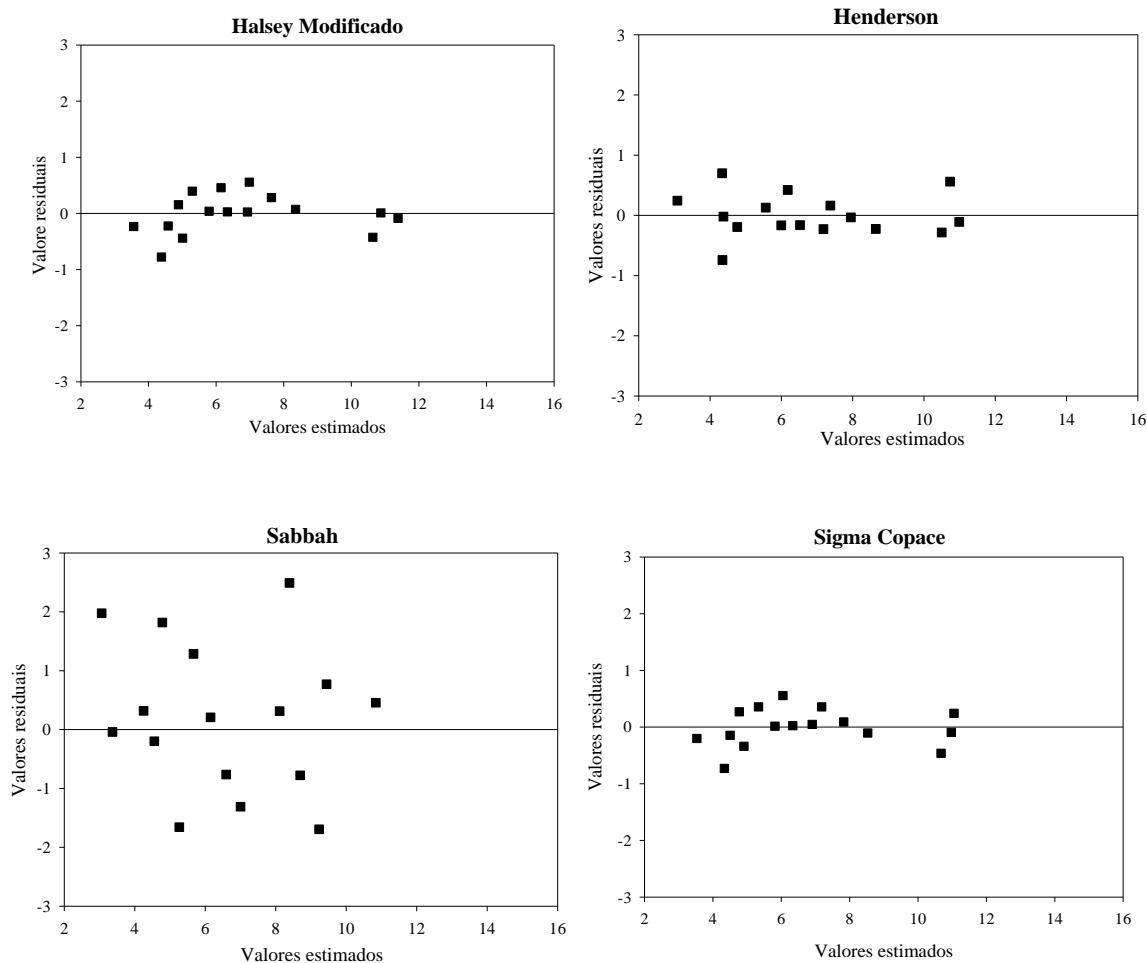 Halsey Modificado
3
2
1
0
-1
-2
-3
Valore residuais
2 4 6 8 10 12 14 16
Valores estimados
Henderson
3
2
1
0
-1
-2
-3
Valores residuais
2 4 6 8 10 12 14 16
Valores estimados
Sabbah
3
2
1
0
-1
-2
-3
Valores residuais
2 4 6 8 10 12 14 16
Valores estimados
Sigma Copace
3
2
1
0
-1
-2
-3
Valores residuais
2 4 6 8 10 12 14 16
Valores estimados